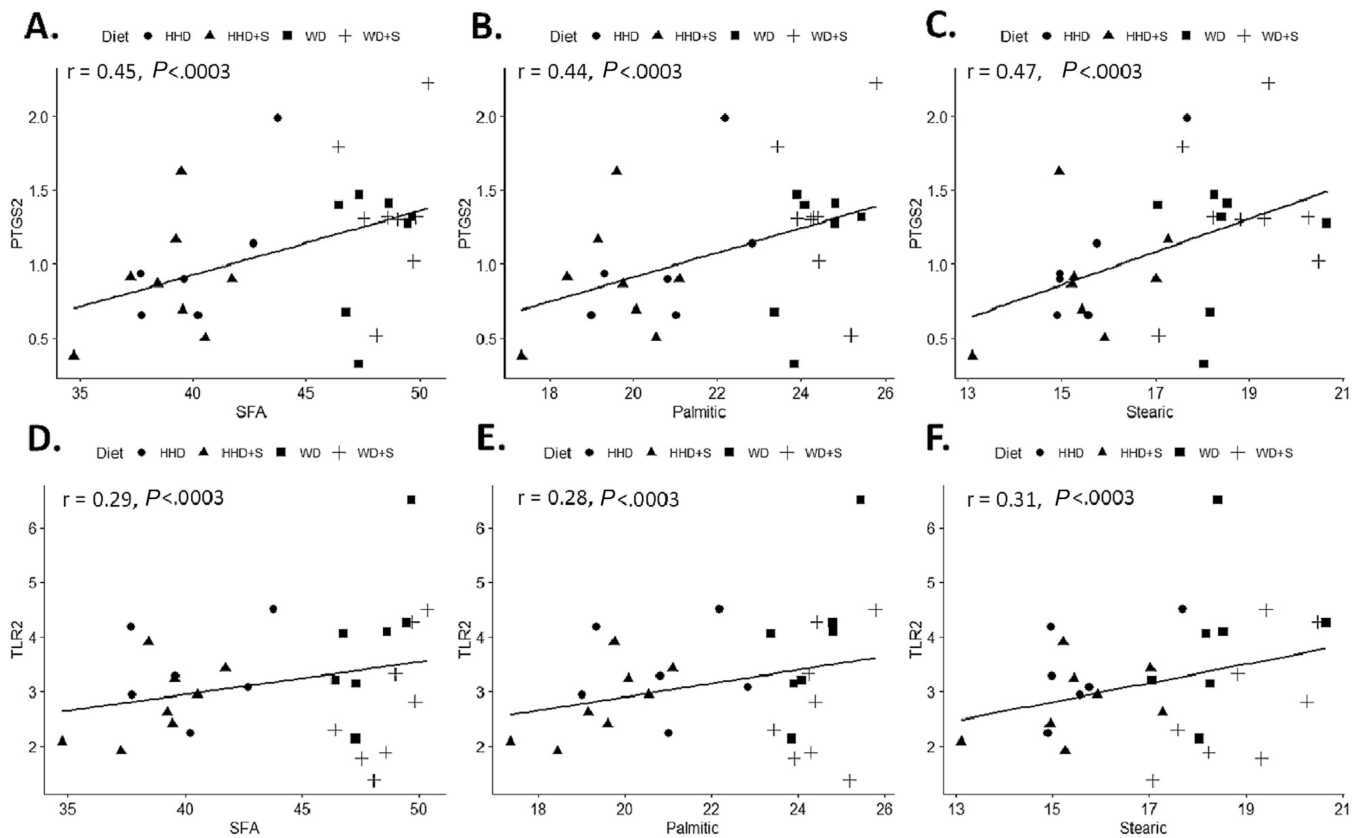 A.
Diet HHD HHD+S WD WD+S
r = 0.45, P<.0003
PTGS2
2.0
1.5
1.0
0.5
35 40 45 50
SFA
B.
Diet HHD HHD+S WD WD+S
r = 0.44, P<.0003
PTGS2
2.0
1.5
1.0
0.5
18 20 22 24 26
Palmitic
C.
Diet HHD HHD+S WD WD+S
r = 0.47, P<.0003
PTGS2
2.0
1.5
1.0
0.5
13 15 17 19 21
Stearic
D.
Diet HHD HHD+S WD WD+S
r = 0.29, P<.0003
TLR2
6
5
4
3
2
35 40 45 50
SFA
E.
Diet HHD HHD+S WD WD+S
r = 0.28, P<.0003
TLR2
6
5
4
3
2
18 20 22 24 26
Palmitic
F.
Diet HHD HHD+S WD WD+S
r = 0.31, P<.0003
TLR2
6
5
4
3
2
13 15 17 19 21
Stearic